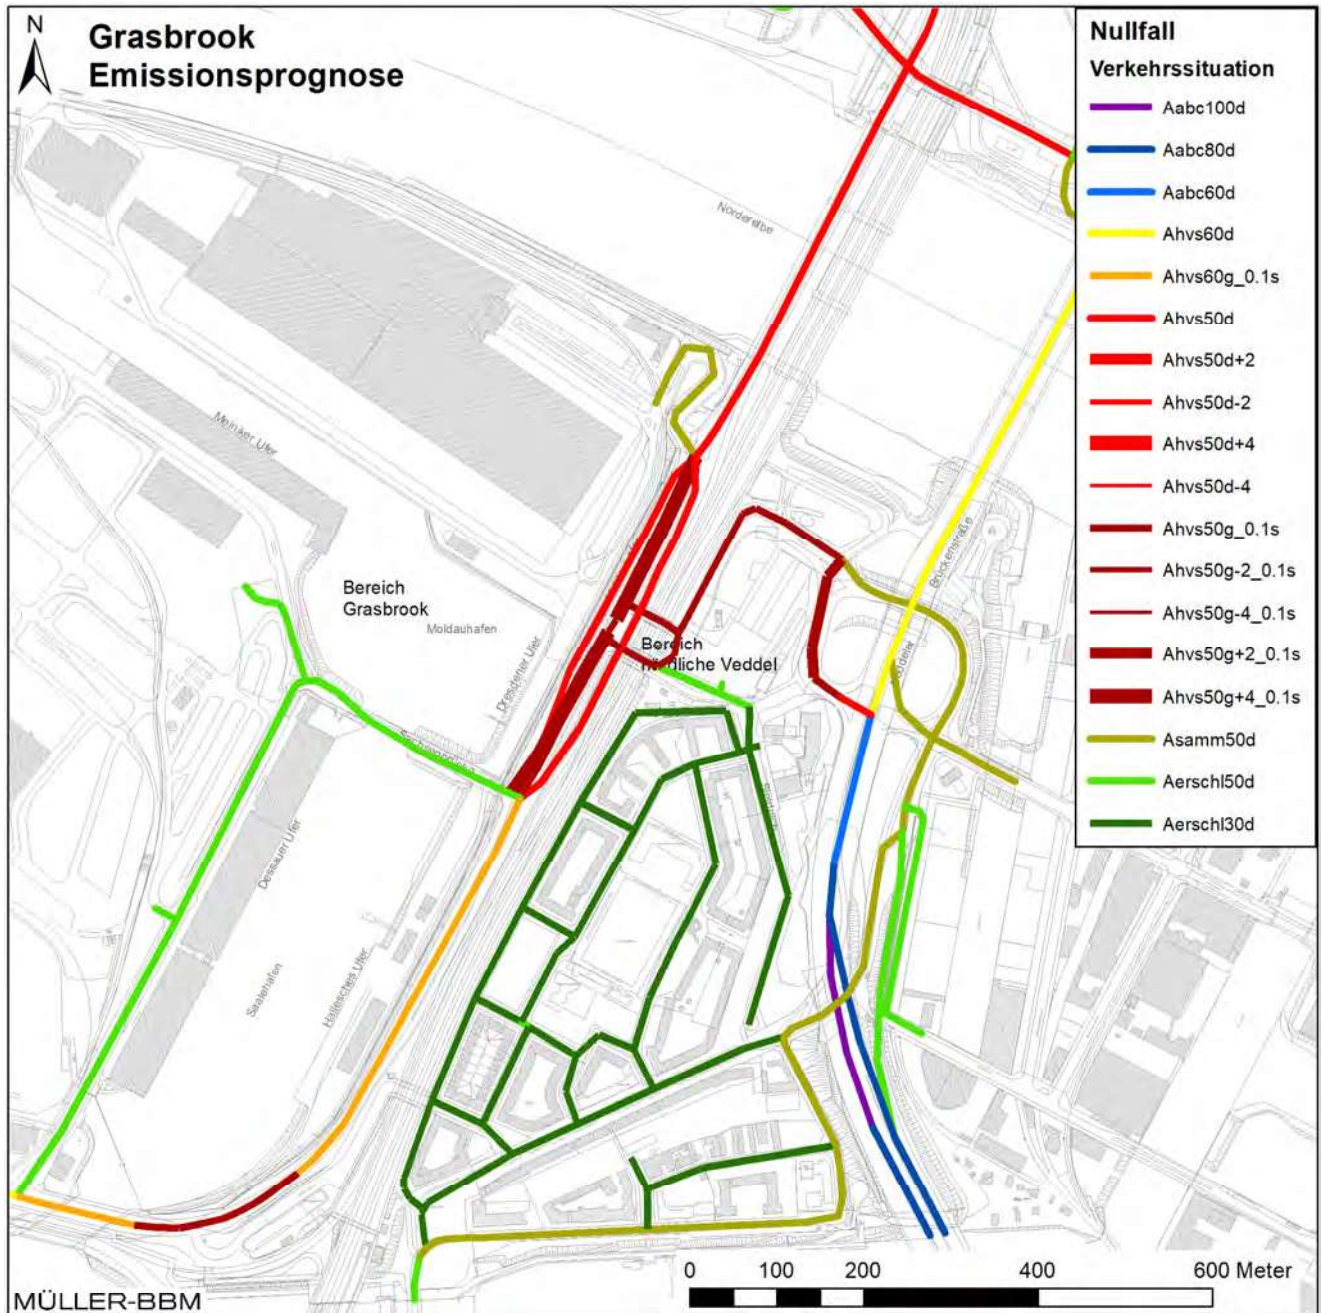 N
Grasbrook
Emissionsprognose
Nullfall
Verkehrssituation
Aabc100d
Aabc80d
Aabc60d
Ahvs60d
Ahvs60g_0.1s
Ahvs50d
Ahvs50d+2
Ahvs50d-2
Ahvs50d+4
Ahvs50d-4
Ahvs50g_0.1s
Ahvs50g-2_0.1s
Ahvs50g-4_0.1s
Ahvs50g+2_0.1s
Ahvs50g+4_0.1s
Asamm50d
Aerschl50d
Aerschl30d
Norderelbe
Melniker Ufer
Brückenstraße
Bereich
Grasbrook
Moldauhafen
Dresdener Ufer
Bereich
nördliche Veddel
Dessauer Ufer
Saalehafen
Hallesches Ufer
0 100 200 400 600 Meter
MÜLLER-BBM